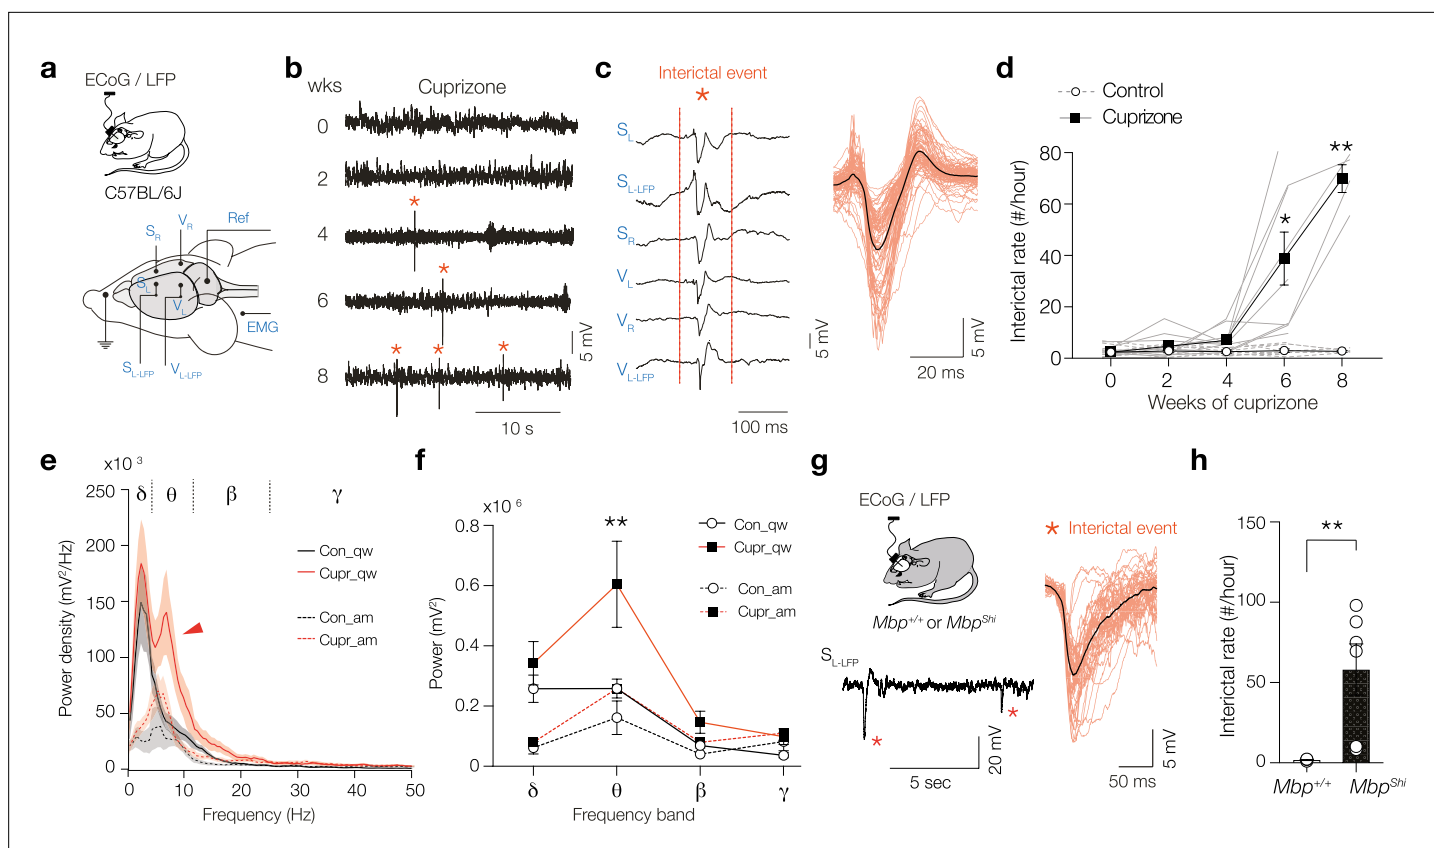 a
ECoG / LFP
C57BL/6J
S_R
V_R
Ref
S_L
V_L
EMG
S_L-LFP
V_L-LFP
b
wks
Cuprizone
0
2
*
4
*
6
* * *
8
5 mV
10 s
c
Interictal event
*
S_L
S_L-LFP
S_R
V_L
V_R
V_L-LFP
5 mV
100 ms
5 mV
20 ms
d
Control
Cuprizone
Interictal rate (#/hour)
80
60
40
20
0
*
**
0 2 4 6 8
Weeks of cuprizone
e
x10 3
δ θ β γ
Power density (mV²/Hz)
250
200
150
100
50
0
Con_qw
Cupr_qw
Con_am
Cupr_am
0 10 20 30 40 50
Frequency (Hz)
f
x10 6
Power (mV²)
0.8
0.6
0.4
0.2
0
**
Con_qw
Cupr_qw
Con_am
Cupr_am
δ θ β γ
Frequency band
g
ECoG / LFP
Mbp+/+ or MbpShi
S_L-LFP
*
*
20 mV
5 sec
* Interictal event
5 mV
50 ms
h
Interictal rate (#/hour)
150
100
50
0
**
Mbp+/+ MbpShi